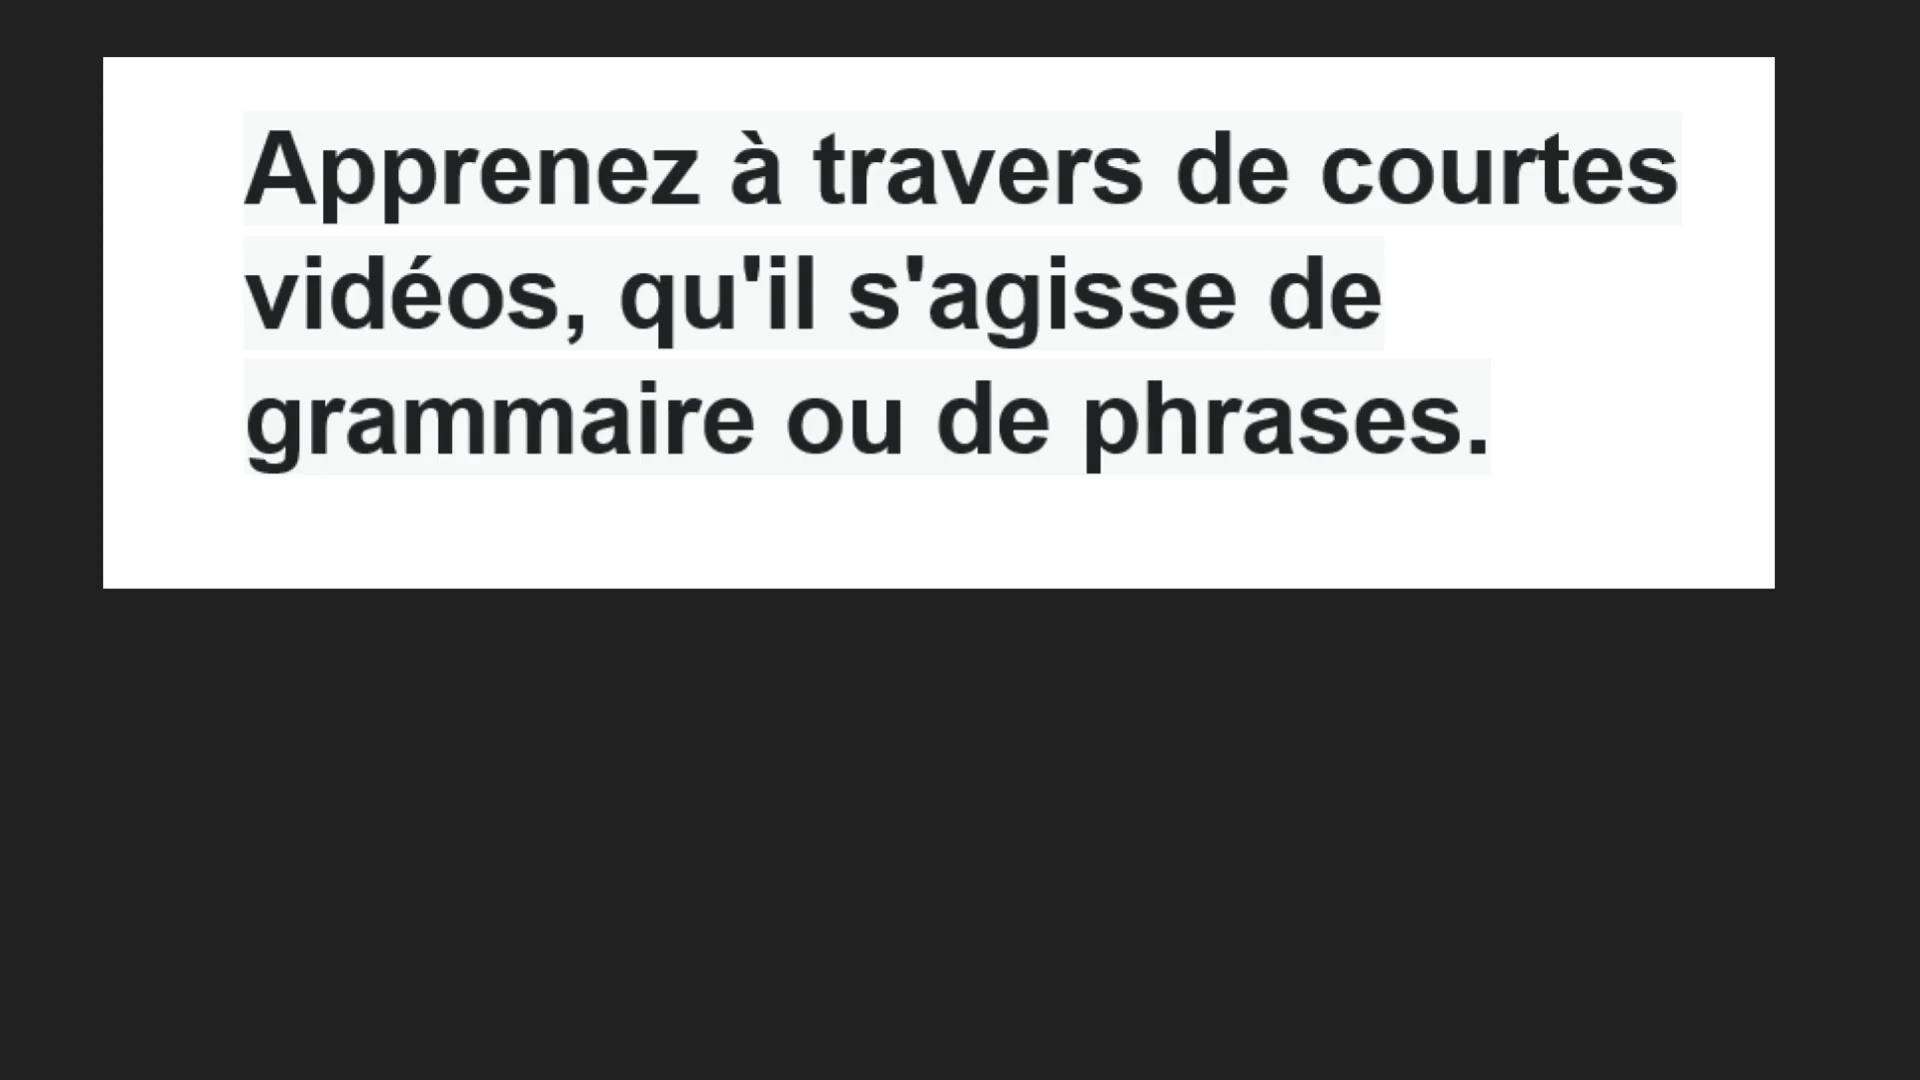 Apprenez à travers de courtes
vidéos, qu'il s'agisse de
grammaire ou de phrases.